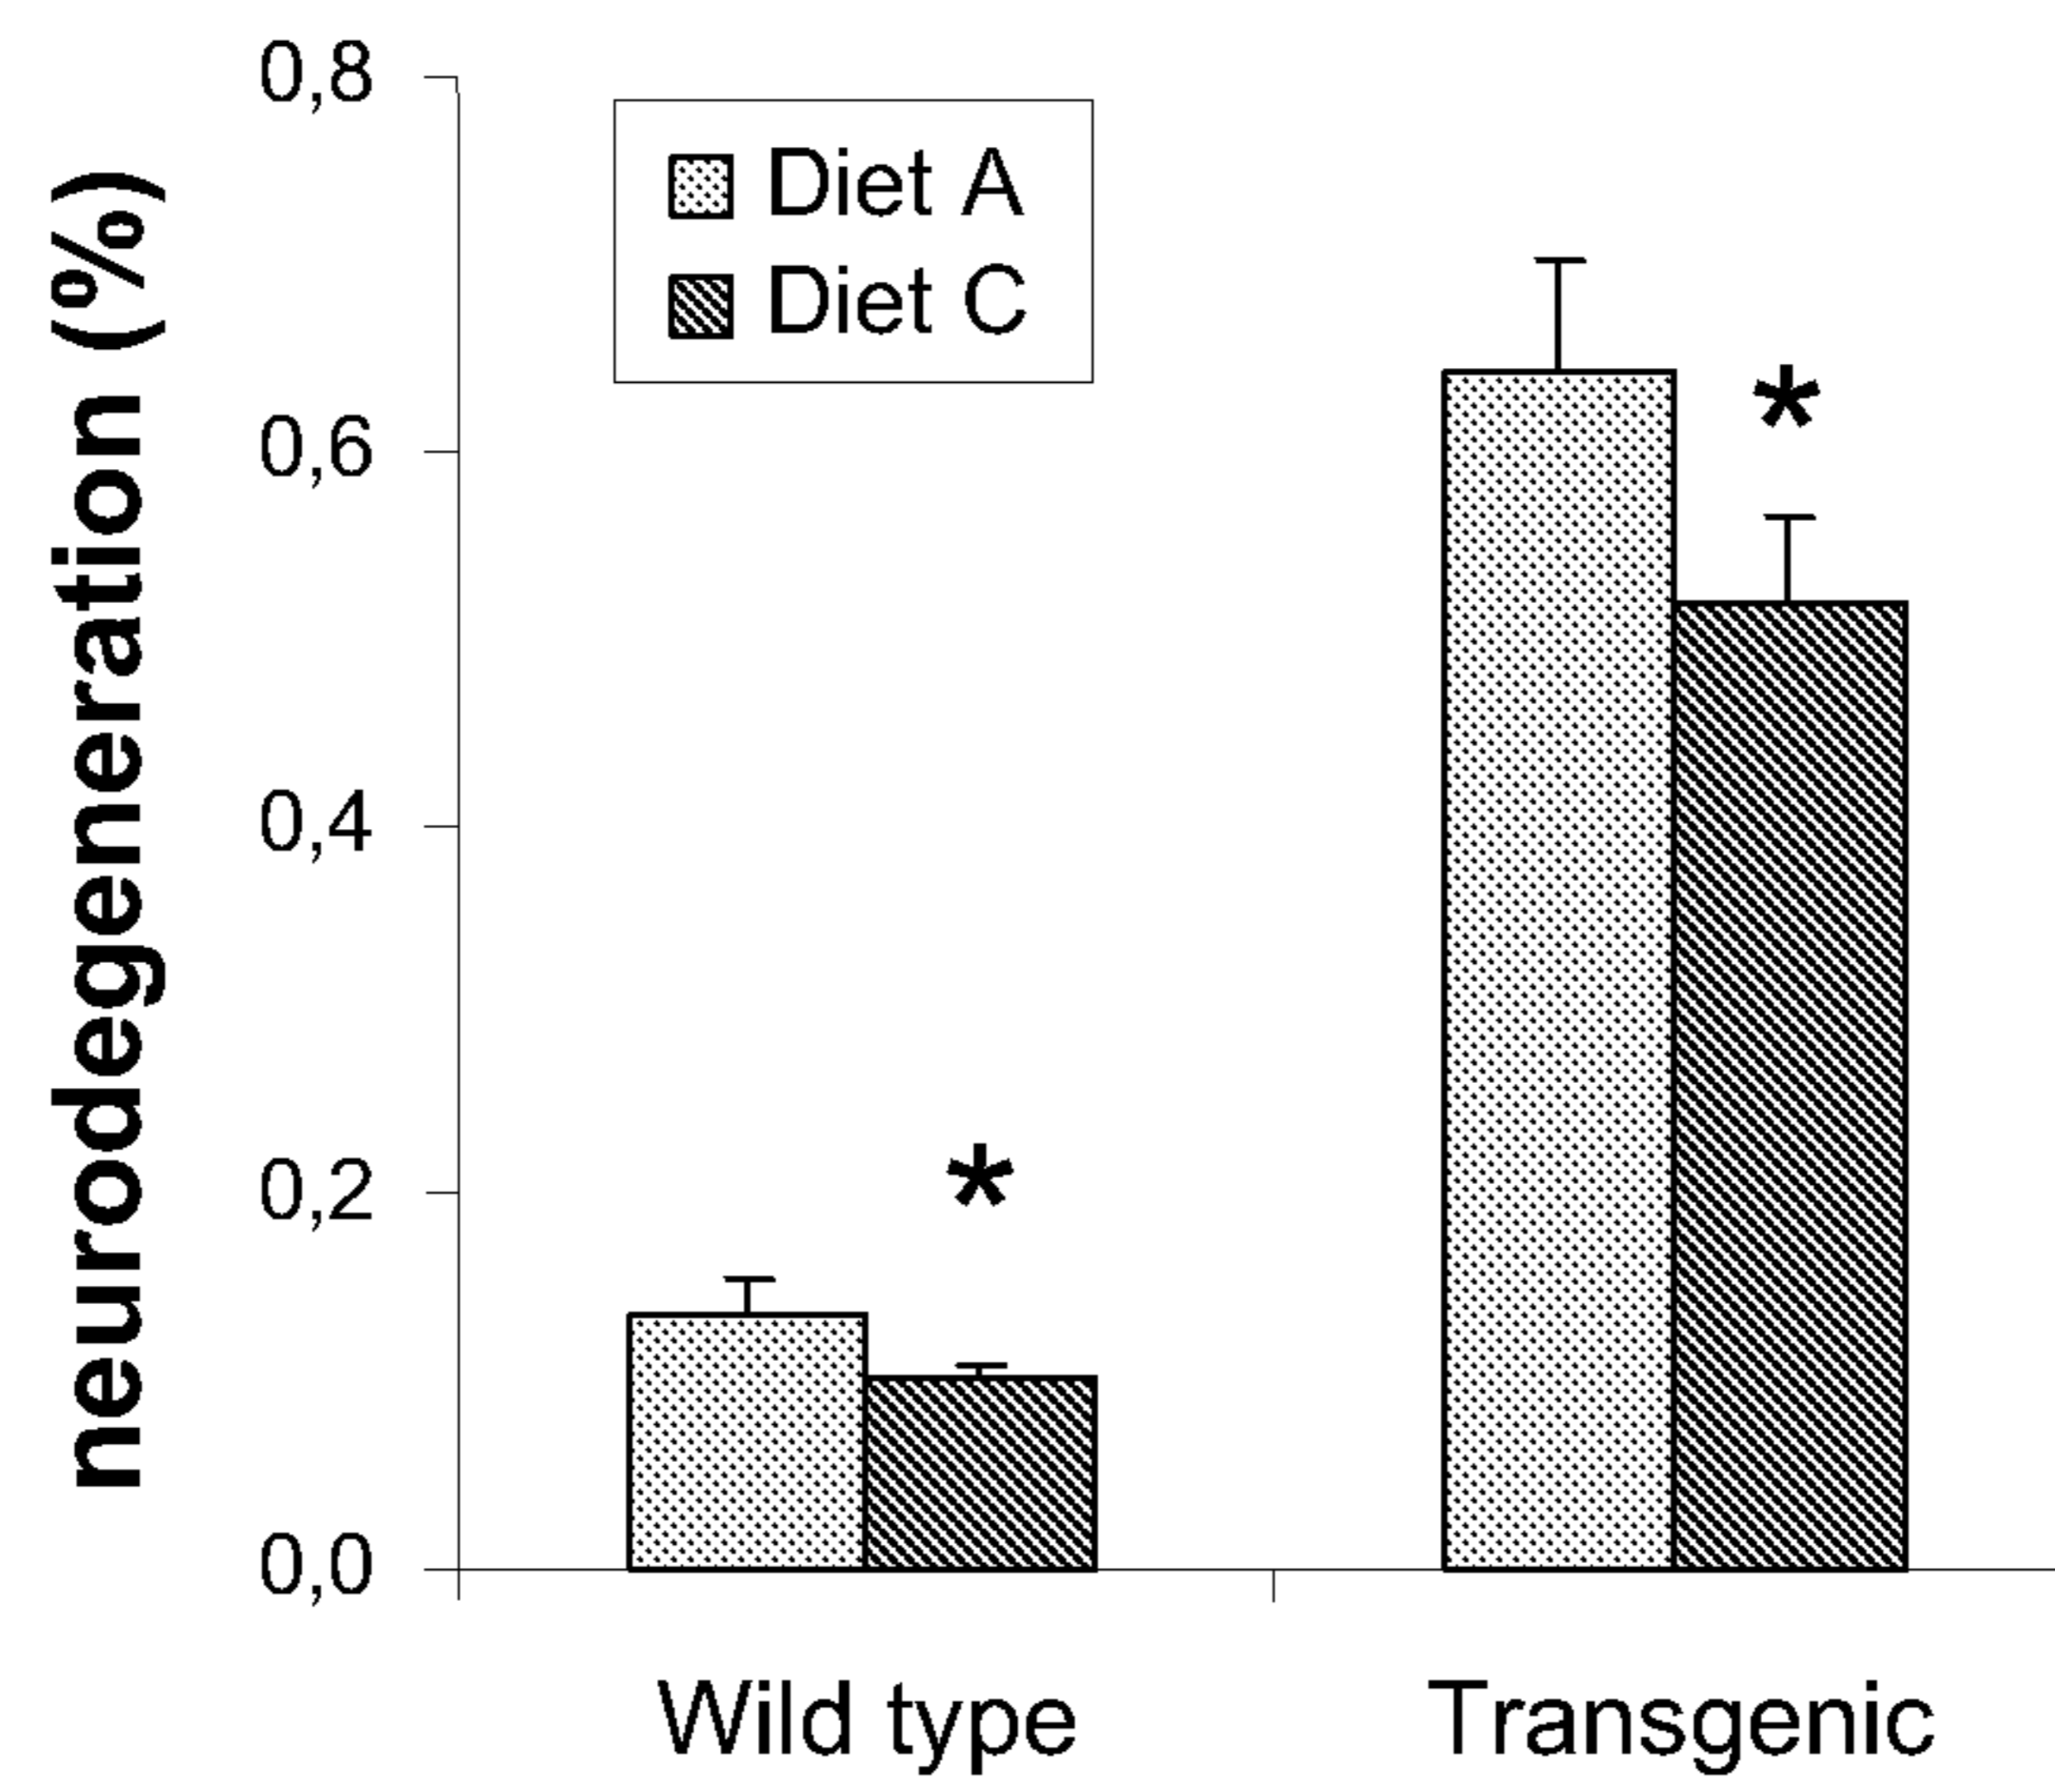 neurodegeneration (%)
0,8
0,6
0,4
0,2
0,0
Diet A
Diet C
*
*
Wild type
Transgenic